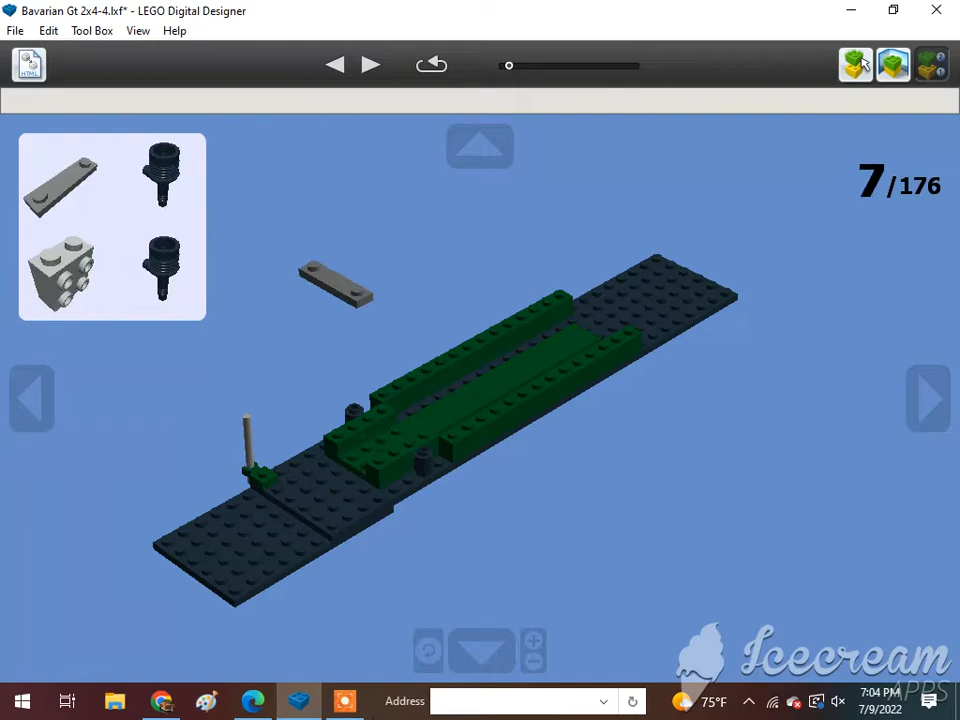 Bavarian Gt 2x4-4.lxf* - LEGO Digital Designer
File Edit Tool Box View Help
HTML
7/176
Icecream
APPS
Address
75°F
7:04 PM
7/9/2022